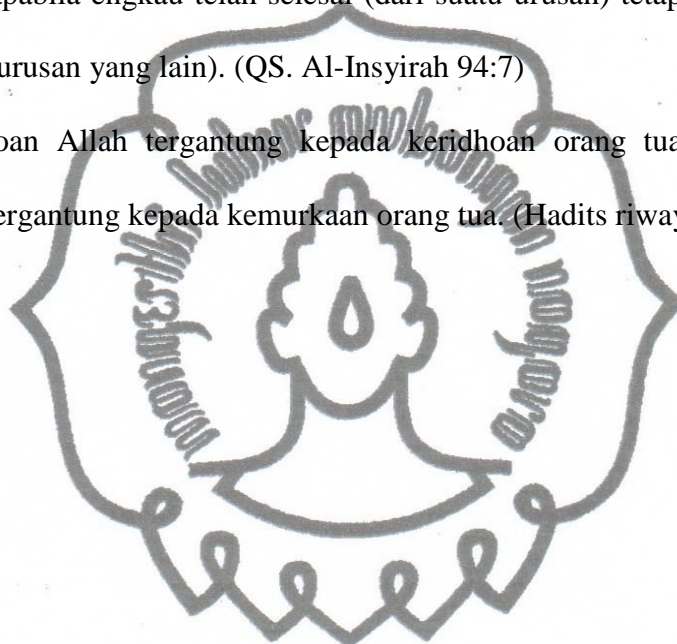 apabila engkau telah selesai (dari suatu urusan) tetap
urusan yang lain). (QS. Al-Insyirah 94:7)
oan Allah tergantung kepada keridhoan orang tua
ergantung kepada kemurkaan orang tua. (Hadits riway